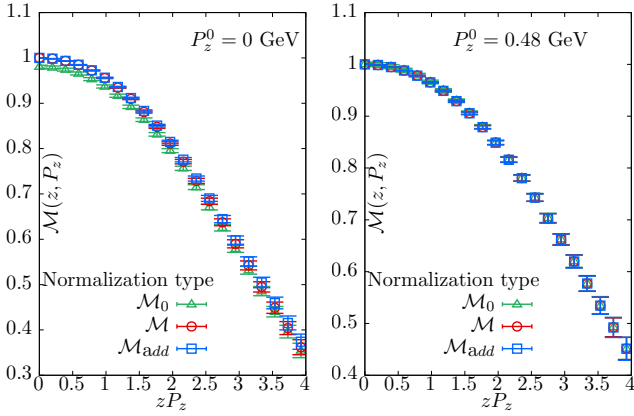 P_z^0 = 0 GeV
1.1
1
0.9
0.8
0.7
0.6
0.5
0.4
0.3
M(z, P_z)
Normalization type
M_0
M
M_add
0 0.5 1 1.5 2 2.5 3 3.5 4
zP_z
P_z^0 = 0.48 GeV
1.1
1
0.9
0.8
0.7
0.6
0.5
0.4
M(z, P_z)
Normalization type
M_0
M
M_add
0 0.5 1 1.5 2 2.5 3 3.5 4
zP_z